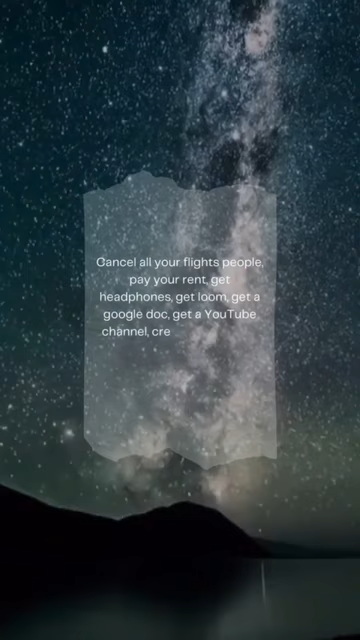 Cancel all your flights people,
pay your rent, get
headphones, get loom, get a
google doc, get a YouTube
channel, cre